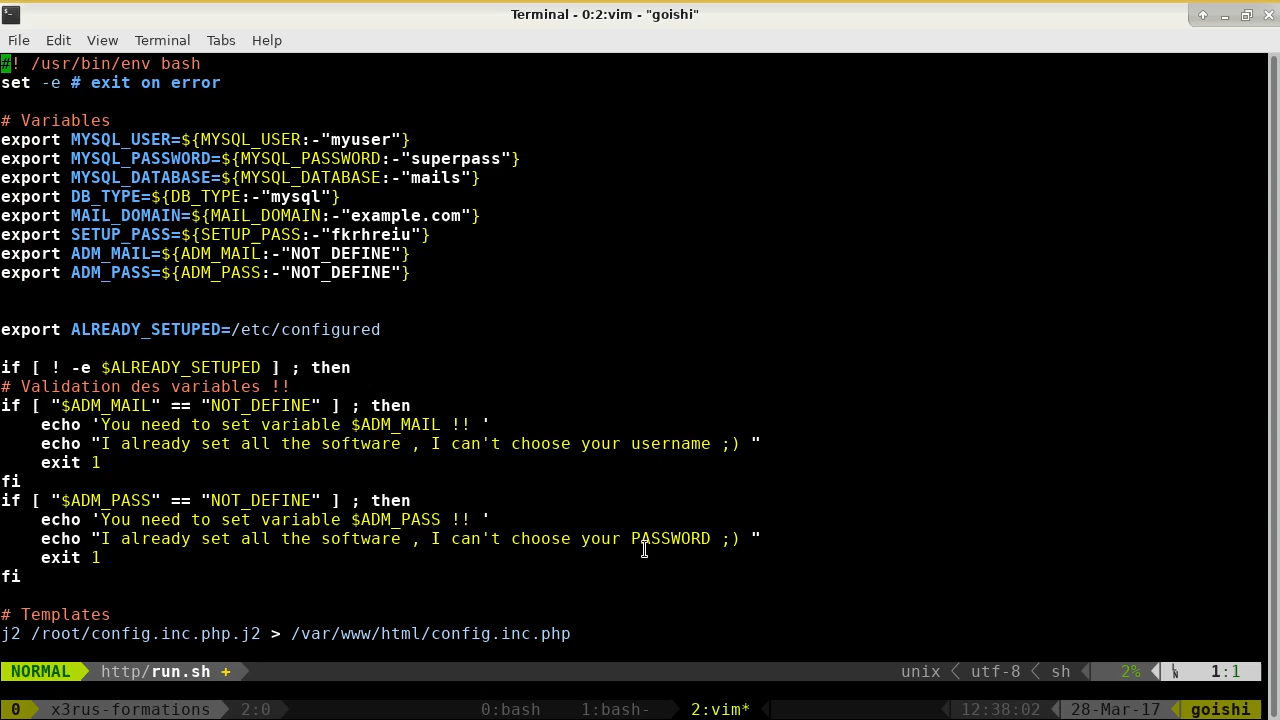 Terminal - 0:2:vim - "goishi"
File Edit View Terminal Tabs Help
#! /usr/bin/env bash
set -e # exit on error
# Variables
export MYSQL_USER=${MYSQL_USER:-"myuser"}
export MYSQL_PASSWORD=${MYSQL_PASSWORD:-"superpass"}
export MYSQL_DATABASE=${MYSQL_DATABASE:-"mails"}
export DB_TYPE=${DB_TYPE:-"mysql"}
export MAIL_DOMAIN=${MAIL_DOMAIN:-"example.com"}
export SETUP_PASS=${SETUP_PASS:-"fkrhreiu"}
export ADM_MAIL=${ADM_MAIL:-"NOT_DEFINE"}
export ADM_PASS=${ADM_PASS:-"NOT_DEFINE"}
export ALREADY_SETUPED=/etc/configured
if [ ! -e $ALREADY_SETUPED ] ; then
# Validation des variables !!
if [ "$ADM_MAIL" == "NOT_DEFINE" ] ; then
    echo 'You need to set variable $ADM_MAIL !! '
    echo "I already set all the software , I can't choose your username ;) "
    exit 1
fi
if [ "$ADM_PASS" == "NOT_DEFINE" ] ; then
    echo 'You need to set variable $ADM_PASS !! '
    echo "I already set all the software , I can't choose your PASSWORD ;) "
    exit 1
fi
# Templates
j2 /root/config.inc.php.j2 > /var/www/html/config.inc.php
NORMAL http/run.sh + unix utf-8 sh 2% 1:1
0 x3rus-formations 2:0 0:bash 1:bash- 2:vim* 12:38:02 28-Mar-17 goishi